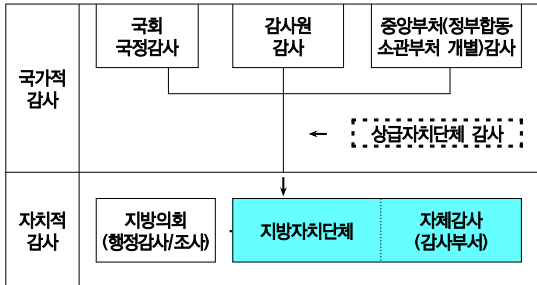 국가적
감사
국회
국정감사
감사원
감사
중앙부처(정부합동·
소관부처 개별)감사
상급자치단체 감사
자치적
감사
지방의회
(행정감사/조사)
지방자치단체
자체감사
(감사부서)